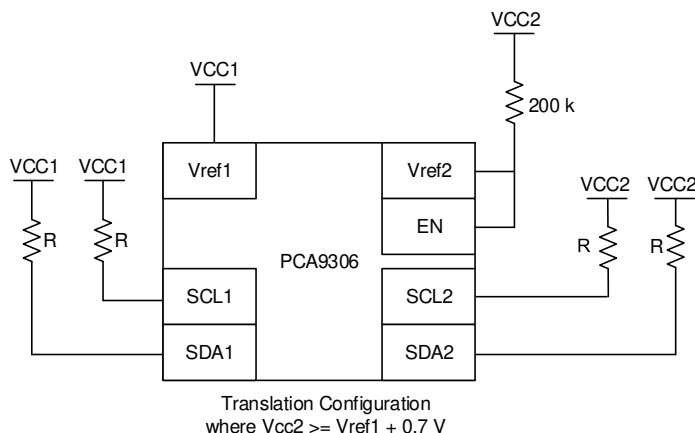 VCC2
VCC1
200 k
VCC1 VCC1
Vref1 Vref2
VCC2 VCC2
EN
R R
R R
PCA9306
SCL1 SCL2
SDA1 SDA2
Translation Configuration
where Vcc2 >= Vref1 + 0.7 V